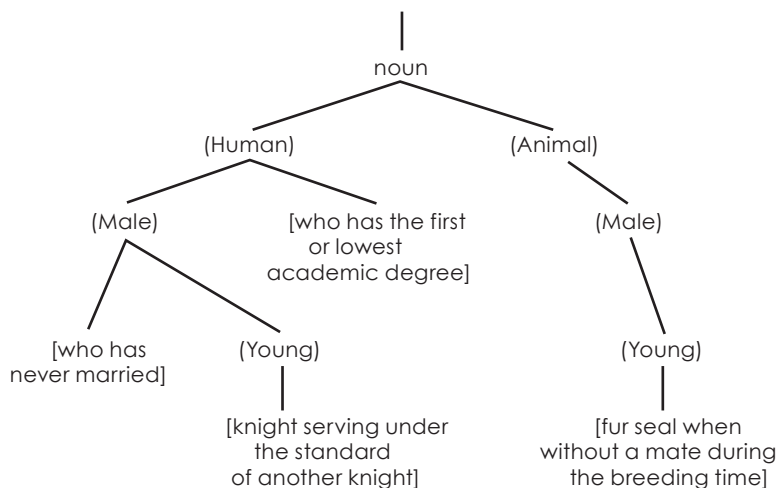 noun
(Human)
(Animal)
(Male)
[who has the first
or lowest
academic degree]
(Male)
[who has
never married]
(Young)
(Young)
[knight serving under
the standard
of another knight]
[fur seal when
without a mate during
the breeding time]